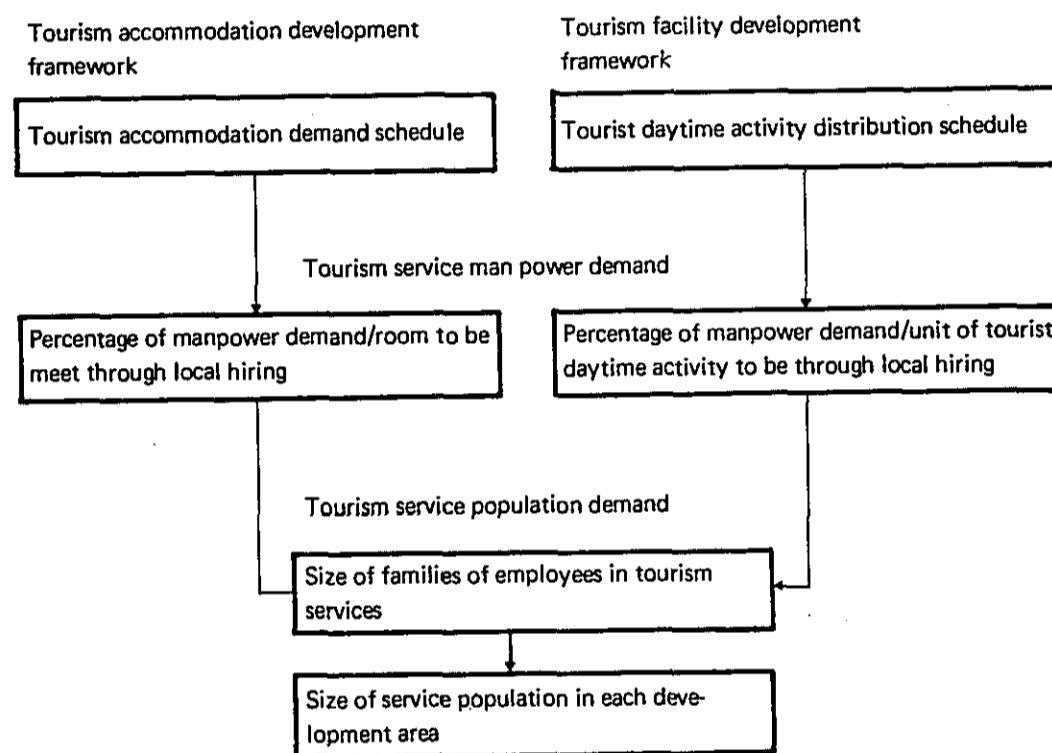 Tourism accommodation development
framework
Tourism facility development
framework
Tourism accommodation demand schedule
Tourist daytime activity distribution schedule
Tourism service man power demand
Percentage of manpower demand/room to be
meet through local hiring
Percentage of manpower demand/unit of tourist
daytime activity to be through local hiring
Tourism service population demand
Size of families of employees in tourism
services
Size of service population in each deve-
lopment area